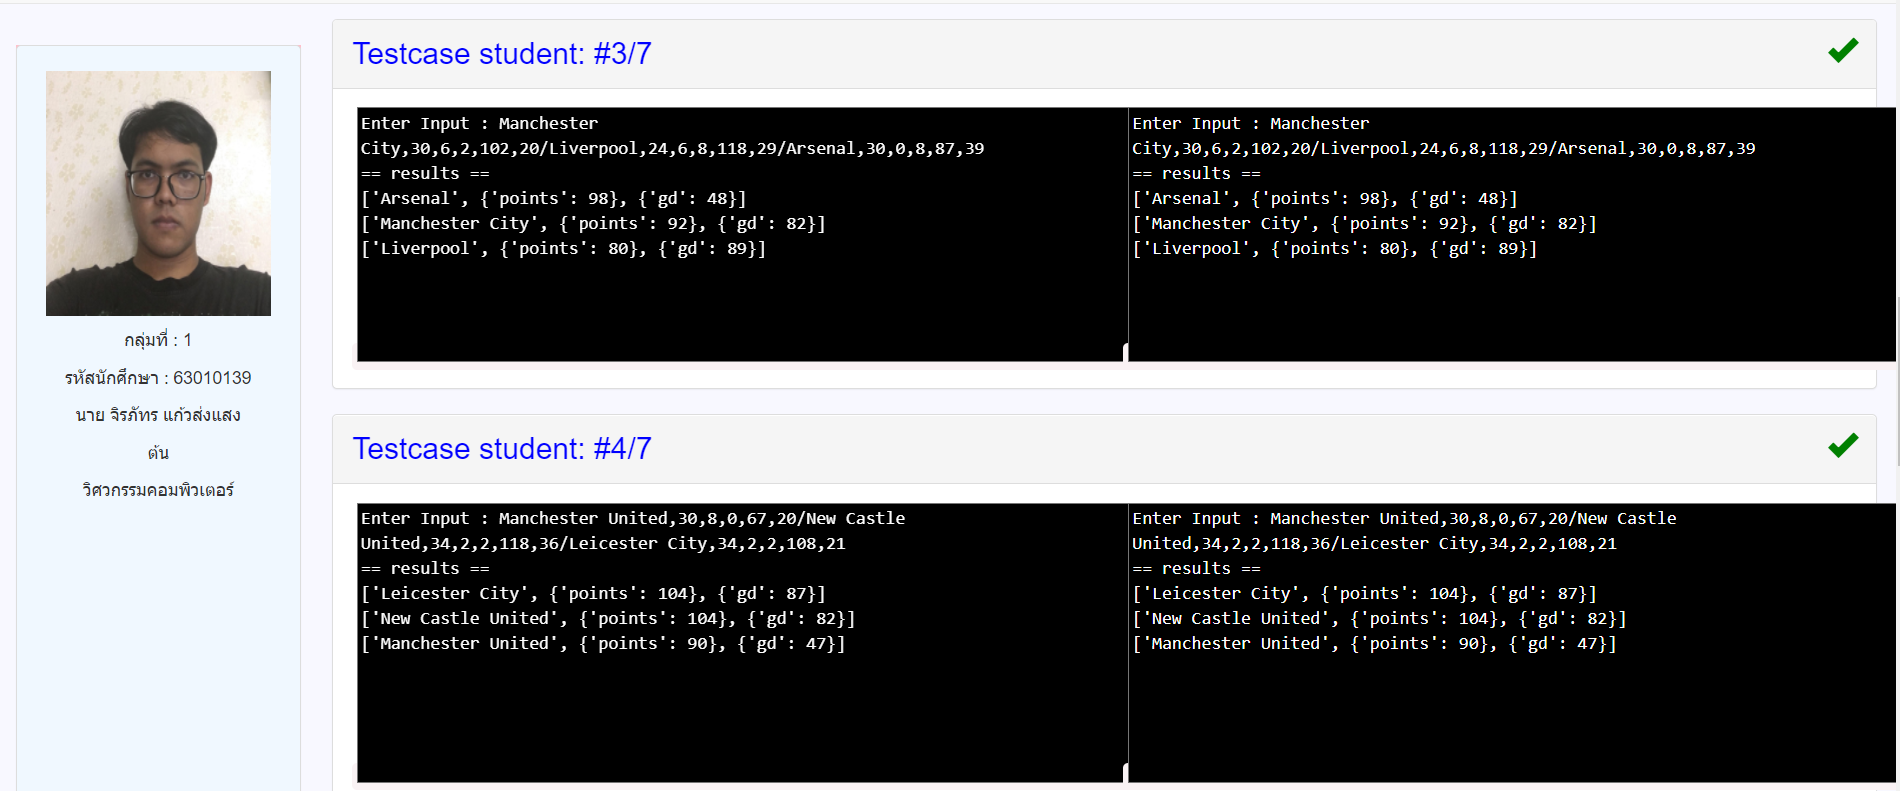 กลุ่มที่ : 1
รหัสนักศึกษา : 63010139
นาย จิรภัทร แก้วส่งแสง
ต้น
วิศวกรรมคอมพิวเตอร์
Testcase student: #3/7
Enter Input : Manchester
City,30,6,2,102,20/Liverpool,24,6,8,118,29/Arsenal,30,0,8,87,39
== results ==
['Arsenal', {'points': 98}, {'gd': 48}]
['Manchester City', {'points': 92}, {'gd': 82}]
['Liverpool', {'points': 80}, {'gd': 89}]
Enter Input : Manchester
City,30,6,2,102,20/Liverpool,24,6,8,118,29/Arsenal,30,0,8,87,39
== results ==
['Arsenal', {'points': 98}, {'gd': 48}]
['Manchester City', {'points': 92}, {'gd': 82}]
['Liverpool', {'points': 80}, {'gd': 89}]
Testcase student: #4/7
Enter Input : Manchester United,30,8,0,67,20/New Castle
United,34,2,2,118,36/Leicester City,34,2,2,108,21
== results ==
['Leicester City', {'points': 104}, {'gd': 87}]
['New Castle United', {'points': 104}, {'gd': 82}]
['Manchester United', {'points': 90}, {'gd': 47}]
Enter Input : Manchester United,30,8,0,67,20/New Castle
United,34,2,2,118,36/Leicester City,34,2,2,108,21
== results ==
['Leicester City', {'points': 104}, {'gd': 87}]
['New Castle United', {'points': 104}, {'gd': 82}]
['Manchester United', {'points': 90}, {'gd': 47}]